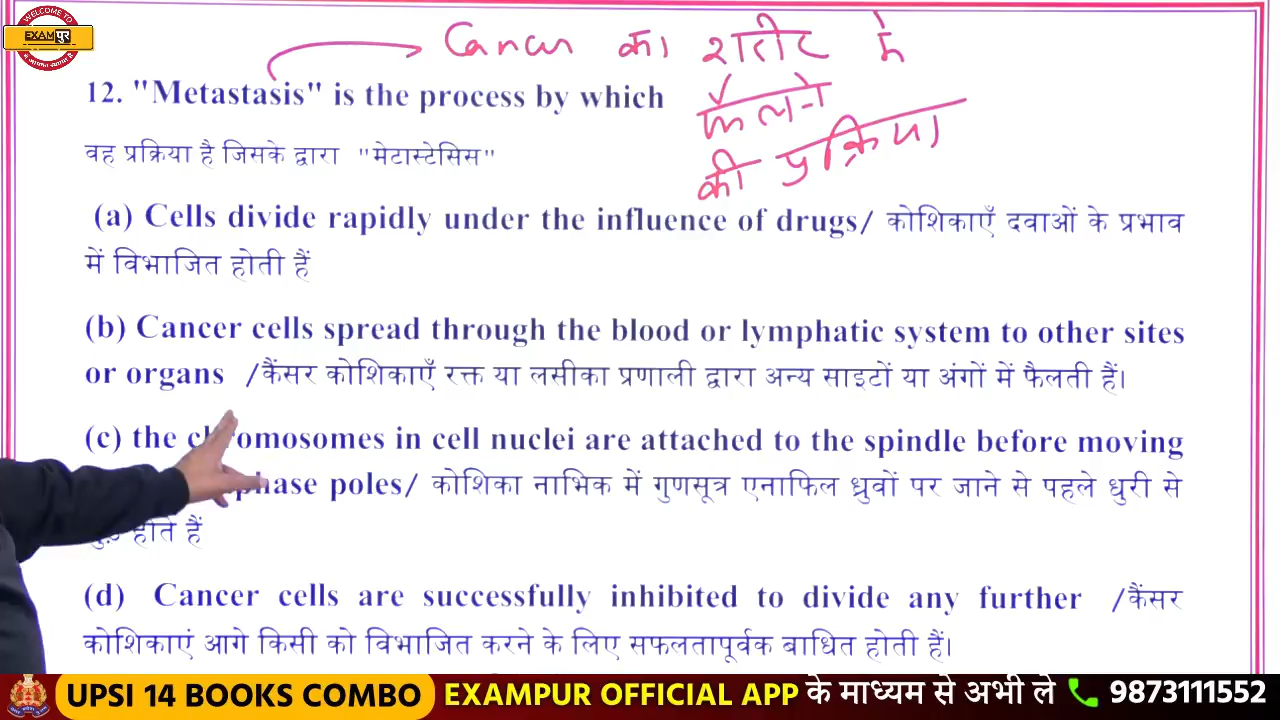 WELCOME TO
EXAMपुर
Cancer का शरीर में
फैलने
की प्रक्रिया
12. "Metastasis" is the process by which
वह प्रक्रिया है जिसके द्वारा "मेटास्टेसिस"
(a) Cells divide rapidly under the influence of drugs/ कोशिकाएँ दवाओं के प्रभाव
में विभाजित होती हैं
(b) Cancer cells spread through the blood or lymphatic system to other sites
or organs /कैंसर कोशिकाएँ रक्त या लसीका प्रणाली द्वारा अन्य साइटों या अंगों में फैलती हैं।
(c) the chromosomes in cell nuclei are attached to the spindle before moving
poles/ कोशिका नाभिक में गुणसूत्र एनाफिल ध्रुवों पर जाने से पहले धुरी से
होते हैं
(d) Cancer cells are successfully inhibited to divide any further /कैंसर
कोशिकाएं आगे किसी को विभाजित करने के लिए सफलतापूर्वक बाधित होती हैं।
UPSI 14 BOOKS COMBO EXAMPUR OFFICIAL APP के माध्यम से अभी ले 9873111552